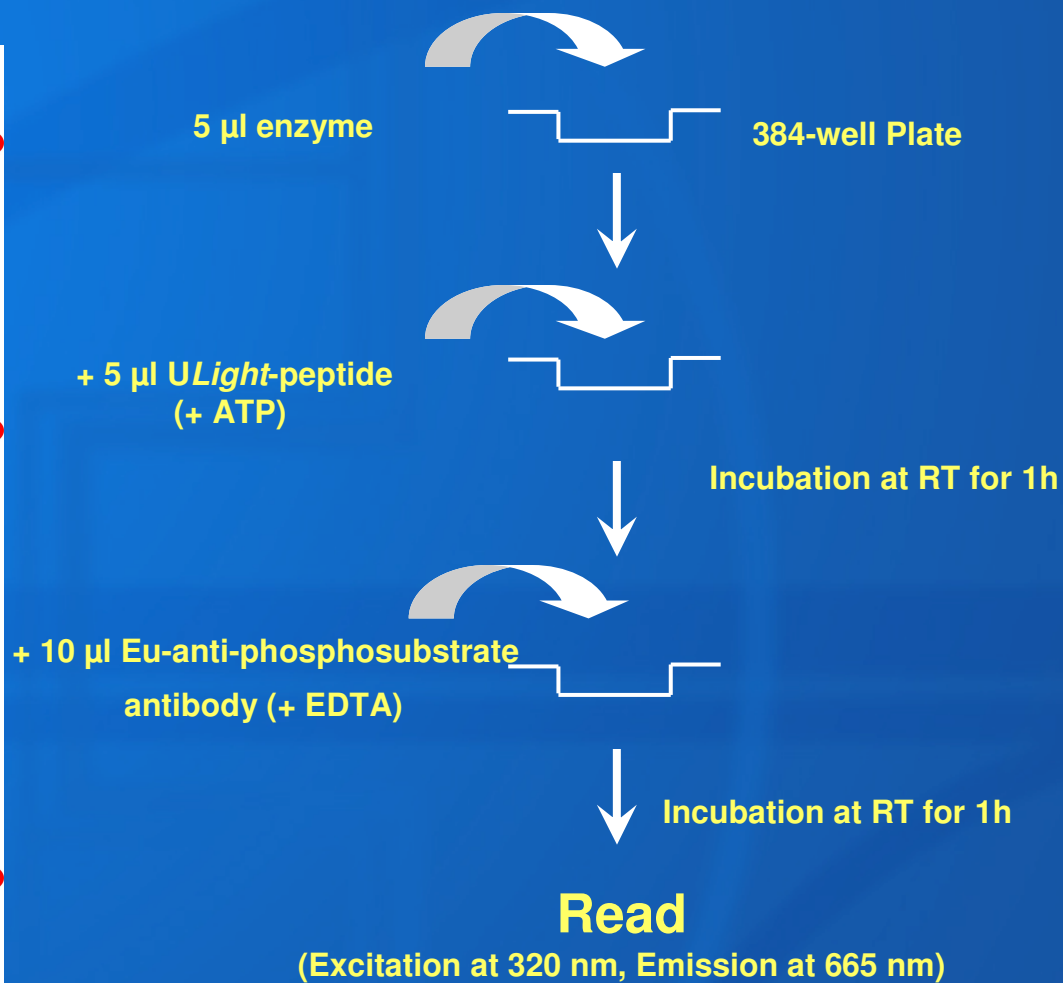 5 µl enzyme
384-well Plate
+ 5 µl ULight-peptide
(+ ATP)
Incubation at RT for 1h
+ 10 µl Eu-anti-phosphosubstrate
antibody (+ EDTA)
Incubation at RT for 1h
Read
(Excitation at 320 nm, Emission at 665 nm)